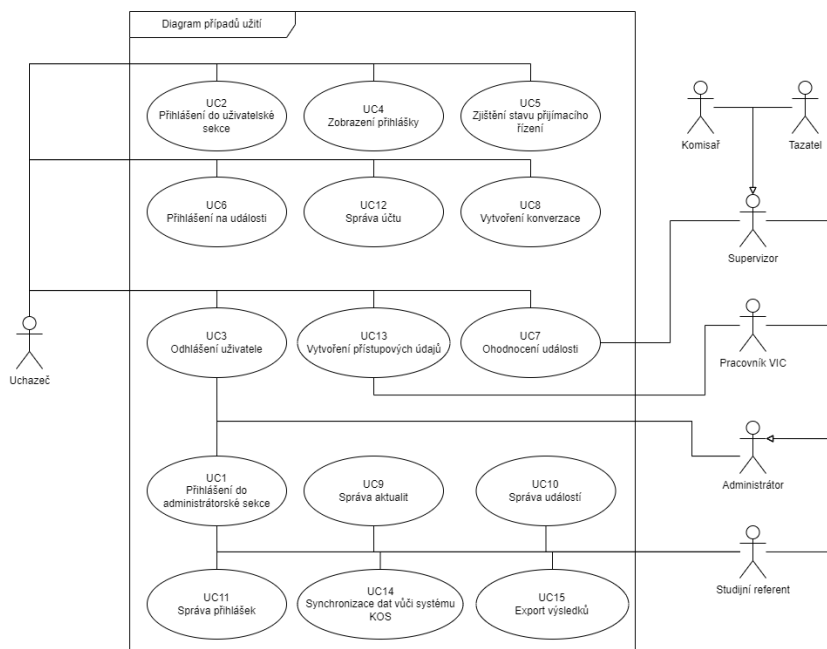 Diagram případů užití
UC2
Přihlášení do uživatelské
sekce
UC4
Zobrazení přihlášky
UC5
Zjištění stavu přijímacího
řízení
Komisař
Tazatel
UC6
Přihlášení na události
UC12
Správa účtu
UC8
Vytvoření konverzace
Supervizor
UC3
Odhlášení uživatele
UC13
Vytvoření přístupových údajů
UC7
Ohodnocení události
Pracovník VIC
Uchazeč
UC1
Přihlášení do
administrátorské sekce
UC9
Správa aktualit
UC10
Správa událostí
Administrátor
UC11
Správa přihlášek
UC14
Synchronizace dat vůči systému
KOS
UC15
Export výsledků
Studijní referent